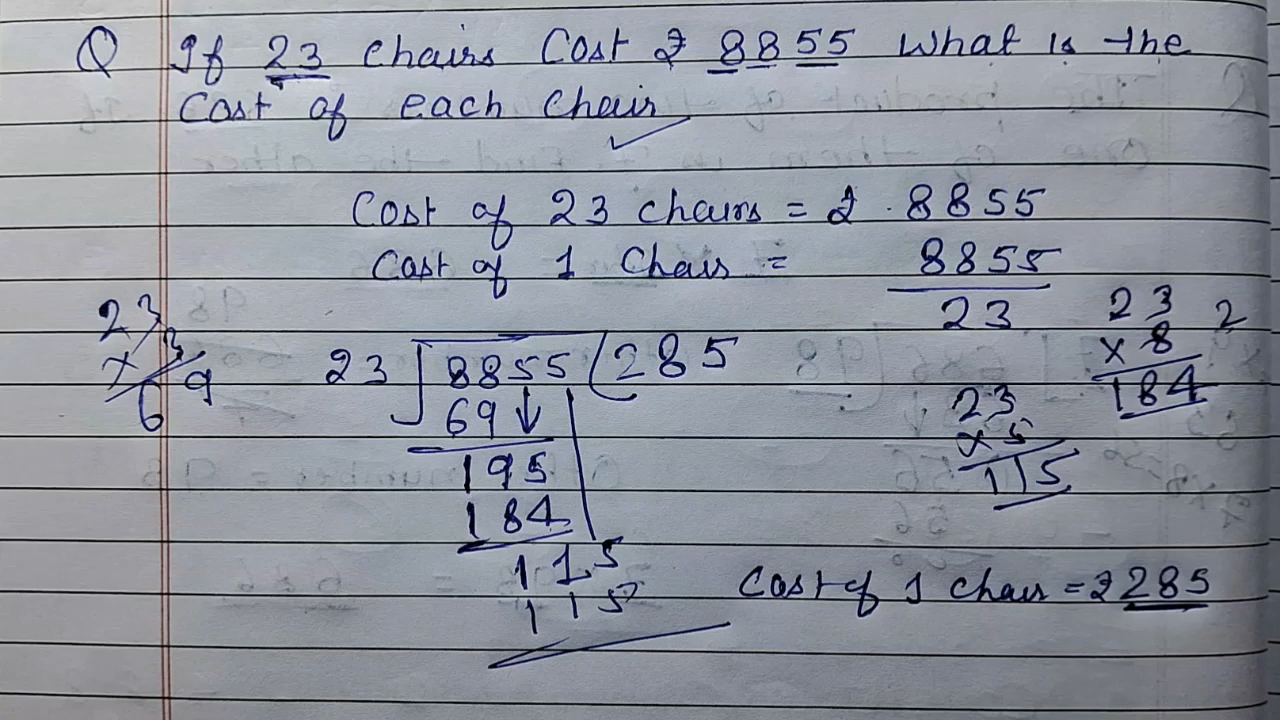 Q If 23 chairs Cost ₹ 8855 What is the
Cost of each Chair
Cost of 23 chairs = ₹ 8855
Cost of 1 Chair = 8855
23
23
x 3
69
23 8855 285
69
195
184
115
115
23 2
x 8
184
23
x 5
115
Cost of 1 chair = ₹ 285